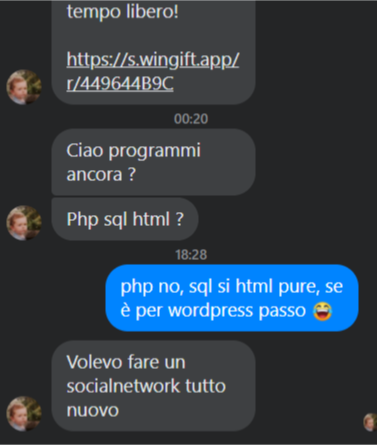 tempo libero!
https://s.wingift.app/
r/449644B9C
00:20
Ciao programmi
ancora ?
Php sql html ?
18:28
php no, sql si html pure, se
è per wordpress passo 😅
Volevo fare un
socialnetwork tutto
nuovo